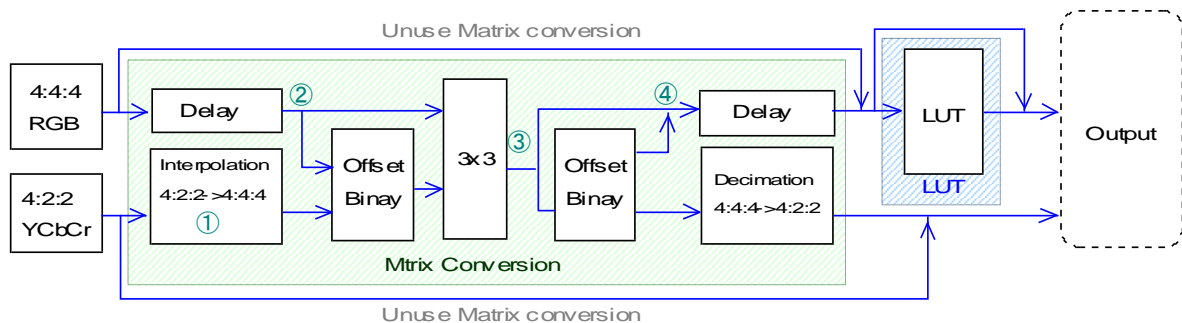 Unuse Matrix conversion
4:4:4
RGB
Delay
②
④
Delay
LUT
LUT
Output
③
3x3
Interpolation
4:2:2->4:4:4
①
Offset
Binay
Offset
Binay
Decimation
4:4:4->4:2:2
4:2:2
YCbCr
Mtrix Conversion
Unuse Matrix conversion